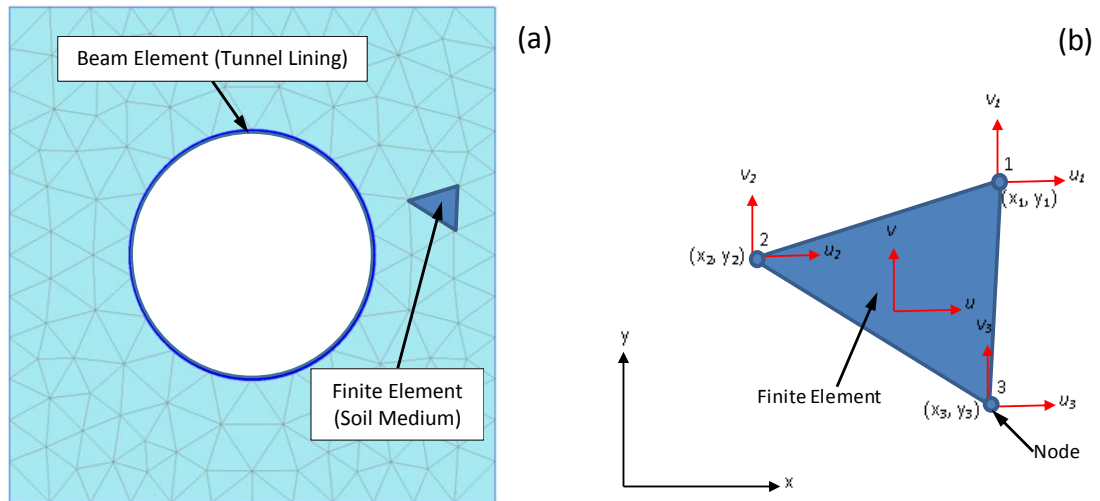 (a)
Beam Element (Tunnel Lining)
Finite Element
(Soil Medium)
(b)
v₁
1
u₁
(x₁, y₁)
v₂
2
u₂
(x₂, y₂)
v
u
v₃
3
u₃
(x₃, y₃)
Finite Element
Node
y
x